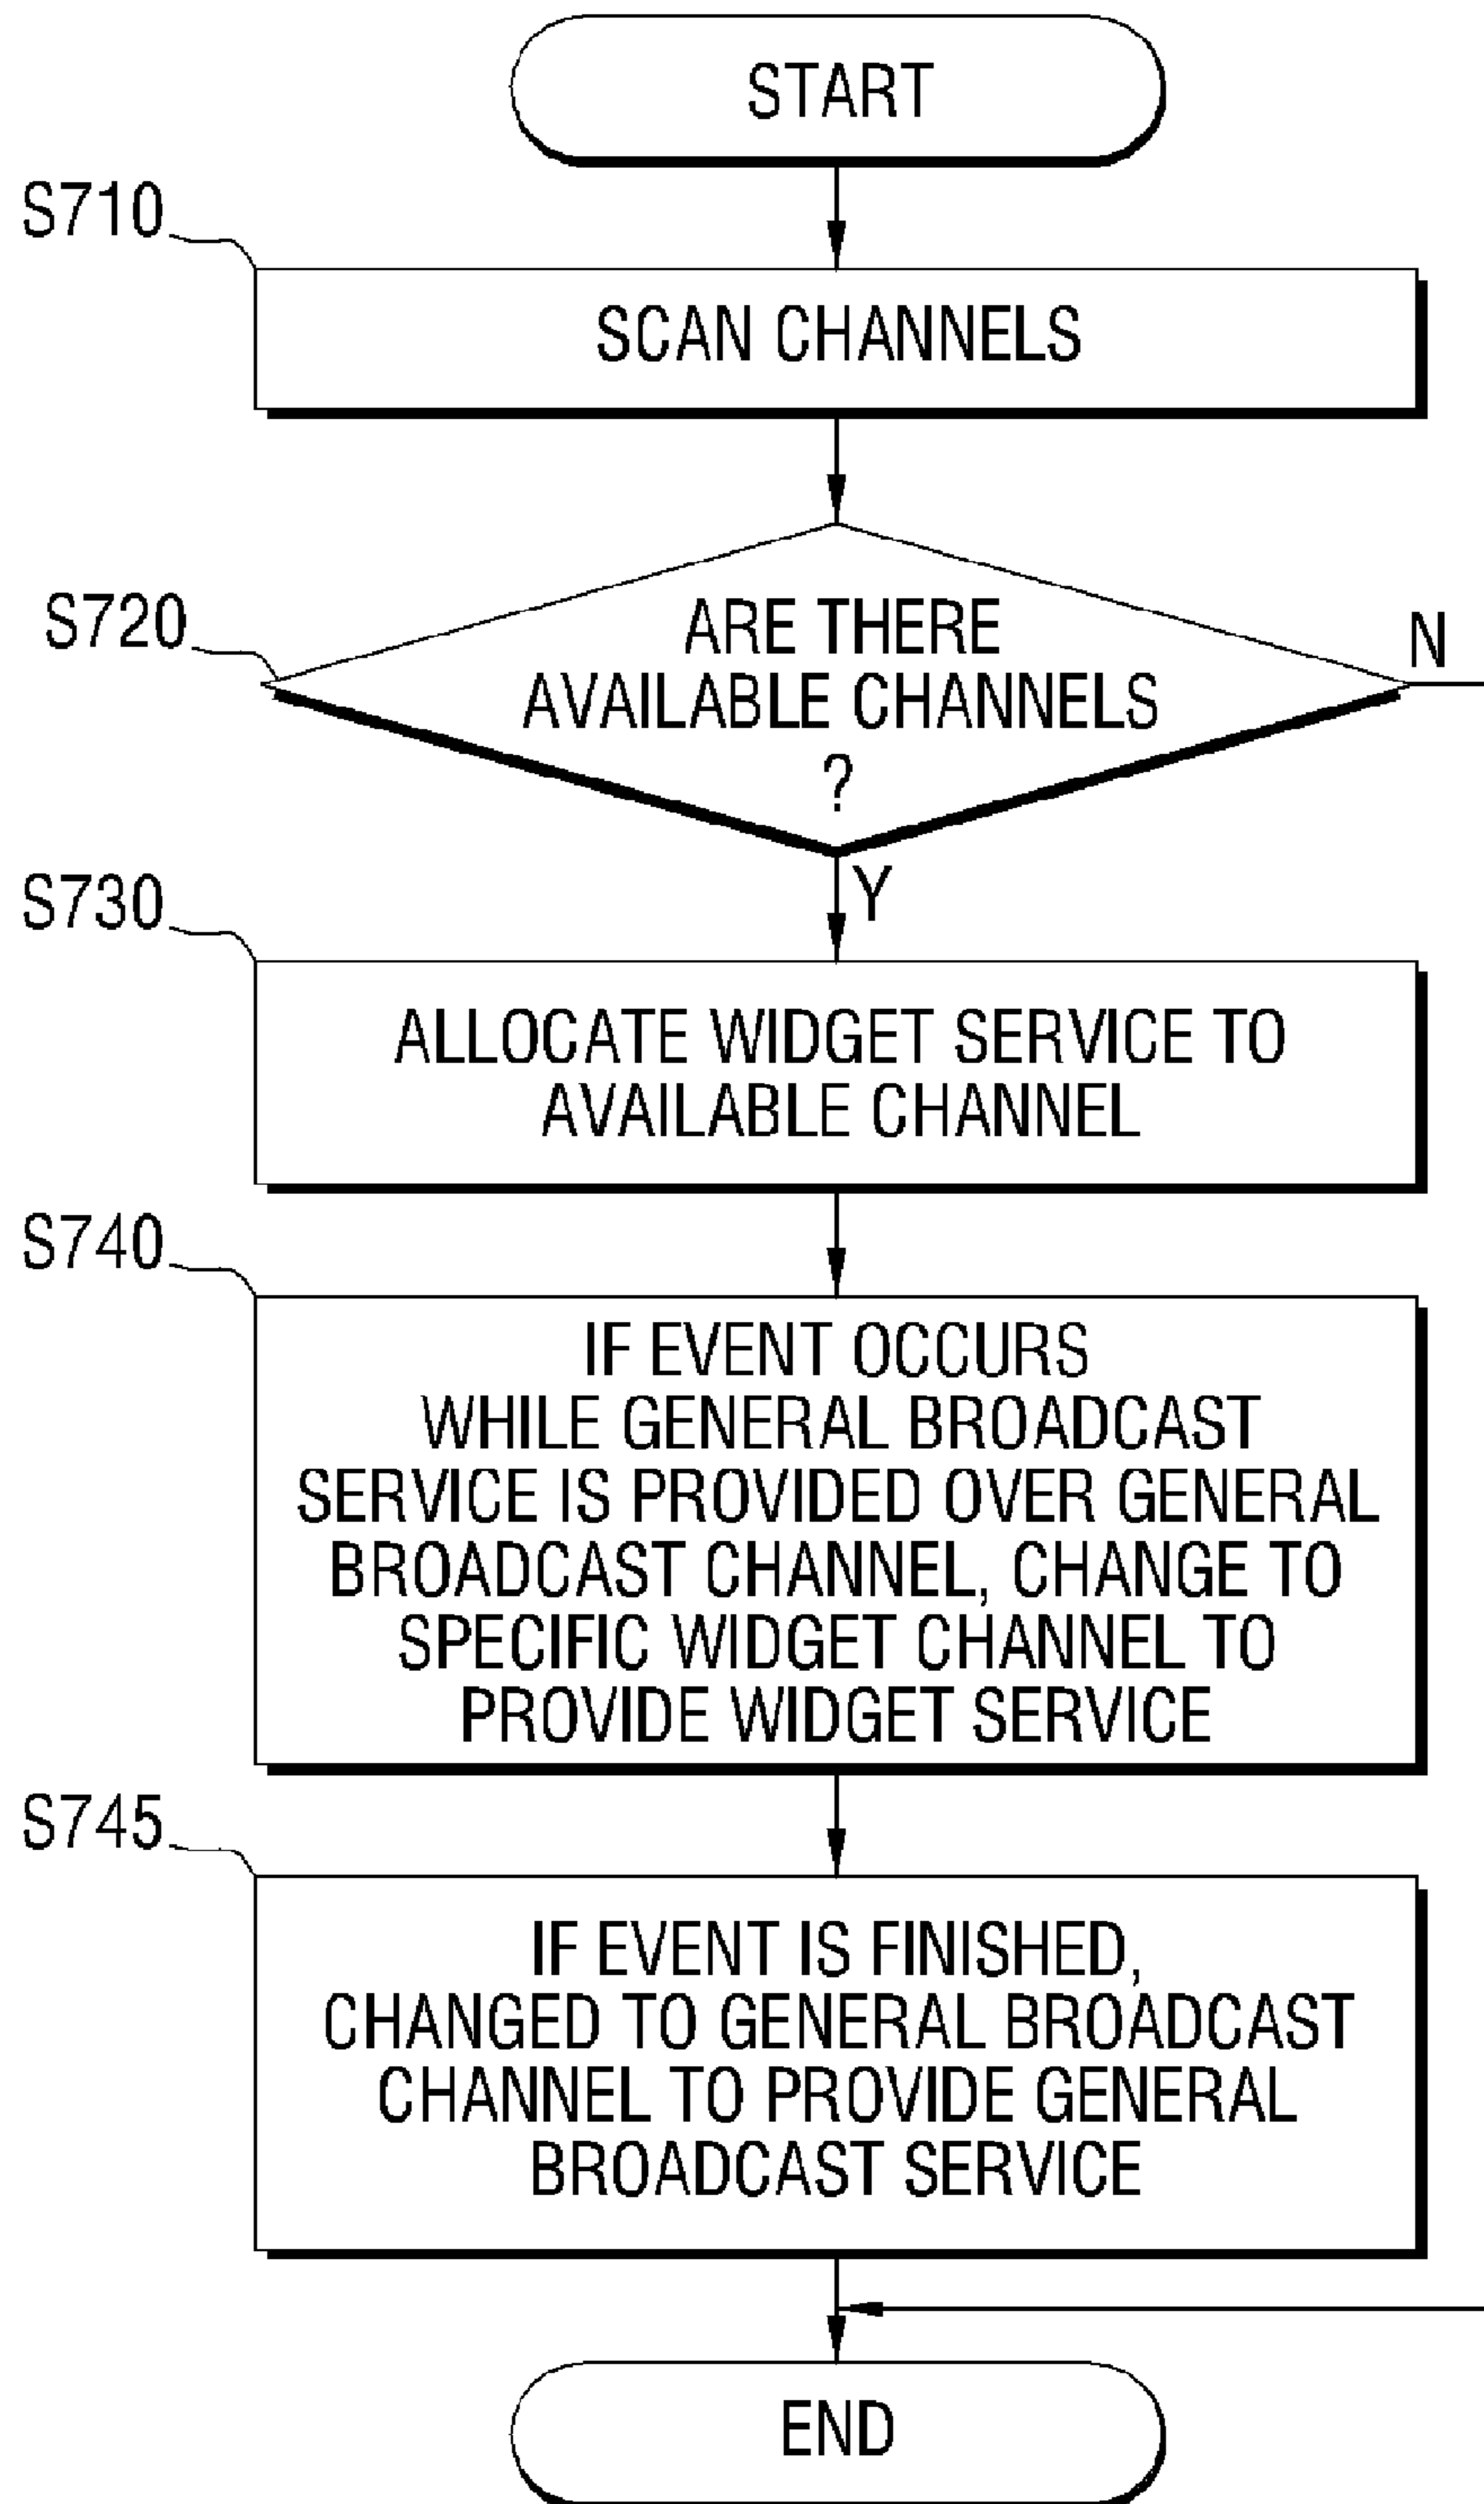 START
S710
SCAN CHANNELS
S720
ARE THERE
AVAILABLE CHANNELS
?
N
Y
S730
ALLOCATE WIDGET SERVICE TO
AVAILABLE CHANNEL
S740
IF EVENT OCCURS
WHILE GENERAL BROADCAST
SERVICE IS PROVIDED OVER GENERAL
BROADCAST CHANNEL, CHANGE TO
SPECIFIC WIDGET CHANNEL TO
PROVIDE WIDGET SERVICE
S745
IF EVENT IS FINISHED,
CHANGED TO GENERAL BROADCAST
CHANNEL TO PROVIDE GENERAL
BROADCAST SERVICE
END